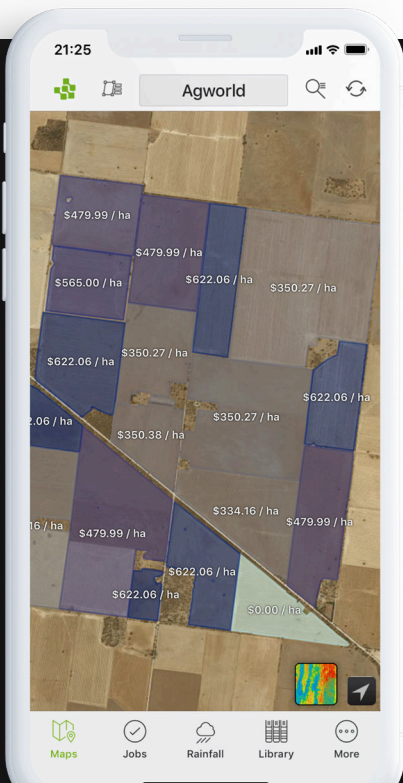 21:25
Agworld
$479.99 / ha
$479.99 / ha
$565.00 / ha
$622.06 / ha
$350.27 / ha
$622.06 / ha
$350.27 / ha
$622.06 / ha
2.06 / ha
$350.27 / ha
$350.38 / ha
$334.16 / ha
16 / ha
$479.99 / ha
$479.99 / ha
$622.06 / ha
$622.06 / ha
$0.00 / ha
Maps Jobs Rainfall Library More